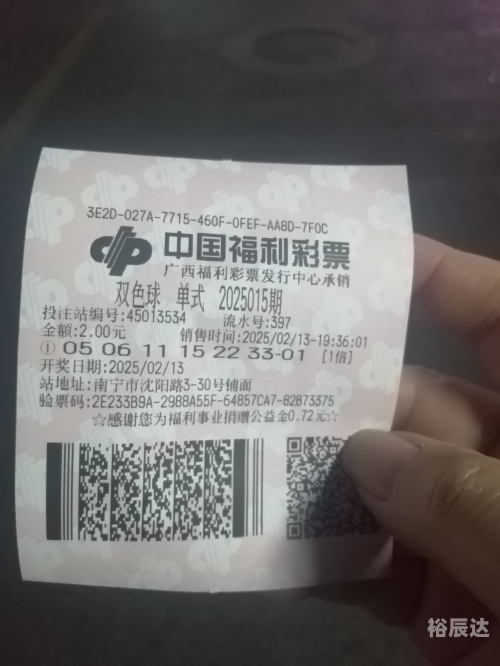 3E2D-027A-7715-460F-0FEF-AA8D-7F0C
中国福利彩票
广西福利彩票发行中心承销
双色球 单式 2025015期
投注站编号:45013534 流水号:397
金额:2.00元 销售时间:2025/02/13-19:36:01
① 05 06 11 15 22 33-01 [1倍]
开奖日期:2025/02/13
站地址:南宁市沈阳路3-30号铺面
验票码:2E233B9A-2988A55F-64857CA7-82B73375
☆感谢您为福利事业捐赠公益金0.72元☆
裕辰达